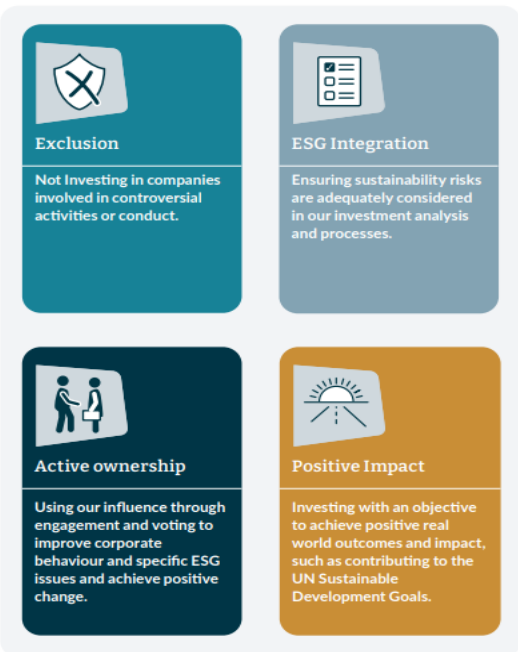 Exclusion
Not Investing in companies
involved in controversial
activities or conduct.
ESG Integration
Ensuring sustainability risks
are adequately considered
in our investment analysis
and processes.
Active ownership
Using our influence through
engagement and voting to
improve corporate
behaviour and specific ESG
issues and achieve positive
change.
Positive Impact
Investing with an objective
to achieve positive real
world outcomes and impact,
such as contributing to the
UN Sustainable
Development Goals.